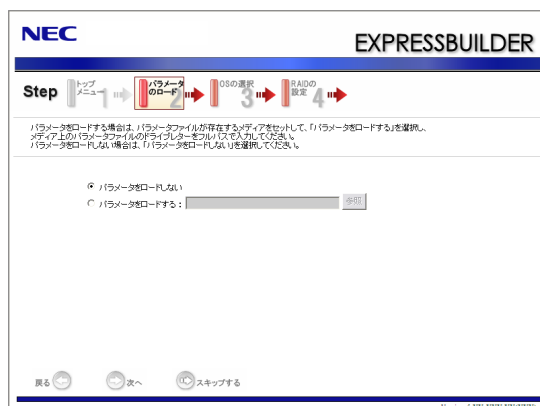 NEC
EXPRESSBUILDER
Step
トップ
メニュー 1
パラメータ
のロード 2
OSの選択
3
RAIDの
設定 4
パラメータをロードする場合は、パラメータファイルが存在するメディアをセットして、「パラメータをロードする」を選択し、
メディア上のパラメータファイルのドライブレターをフルパスで入力してください。
パラメータをロードしない場合は、「パラメータをロードしない」を選択してください。
パラメータをロードしない
パラメータをロードする：
参照
戻る
次へ
スキップする